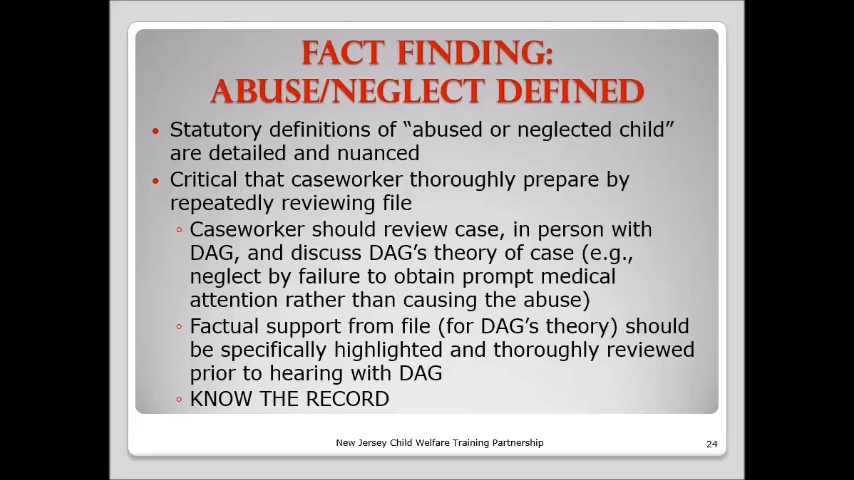 FACT FINDING:
ABUSE/NEGLECT DEFINED
• Statutory definitions of “abused or neglected child”
are detailed and nuanced
• Critical that caseworker thoroughly prepare by
repeatedly reviewing file
◦ Caseworker should review case, in person with
DAG, and discuss DAG’s theory of case (e.g.,
neglect by failure to obtain prompt medical
attention rather than causing the abuse)
◦ Factual support from file (for DAG’s theory) should
be specifically highlighted and thoroughly reviewed
prior to hearing with DAG
◦ KNOW THE RECORD
New Jersey Child Welfare Training Partnership
24